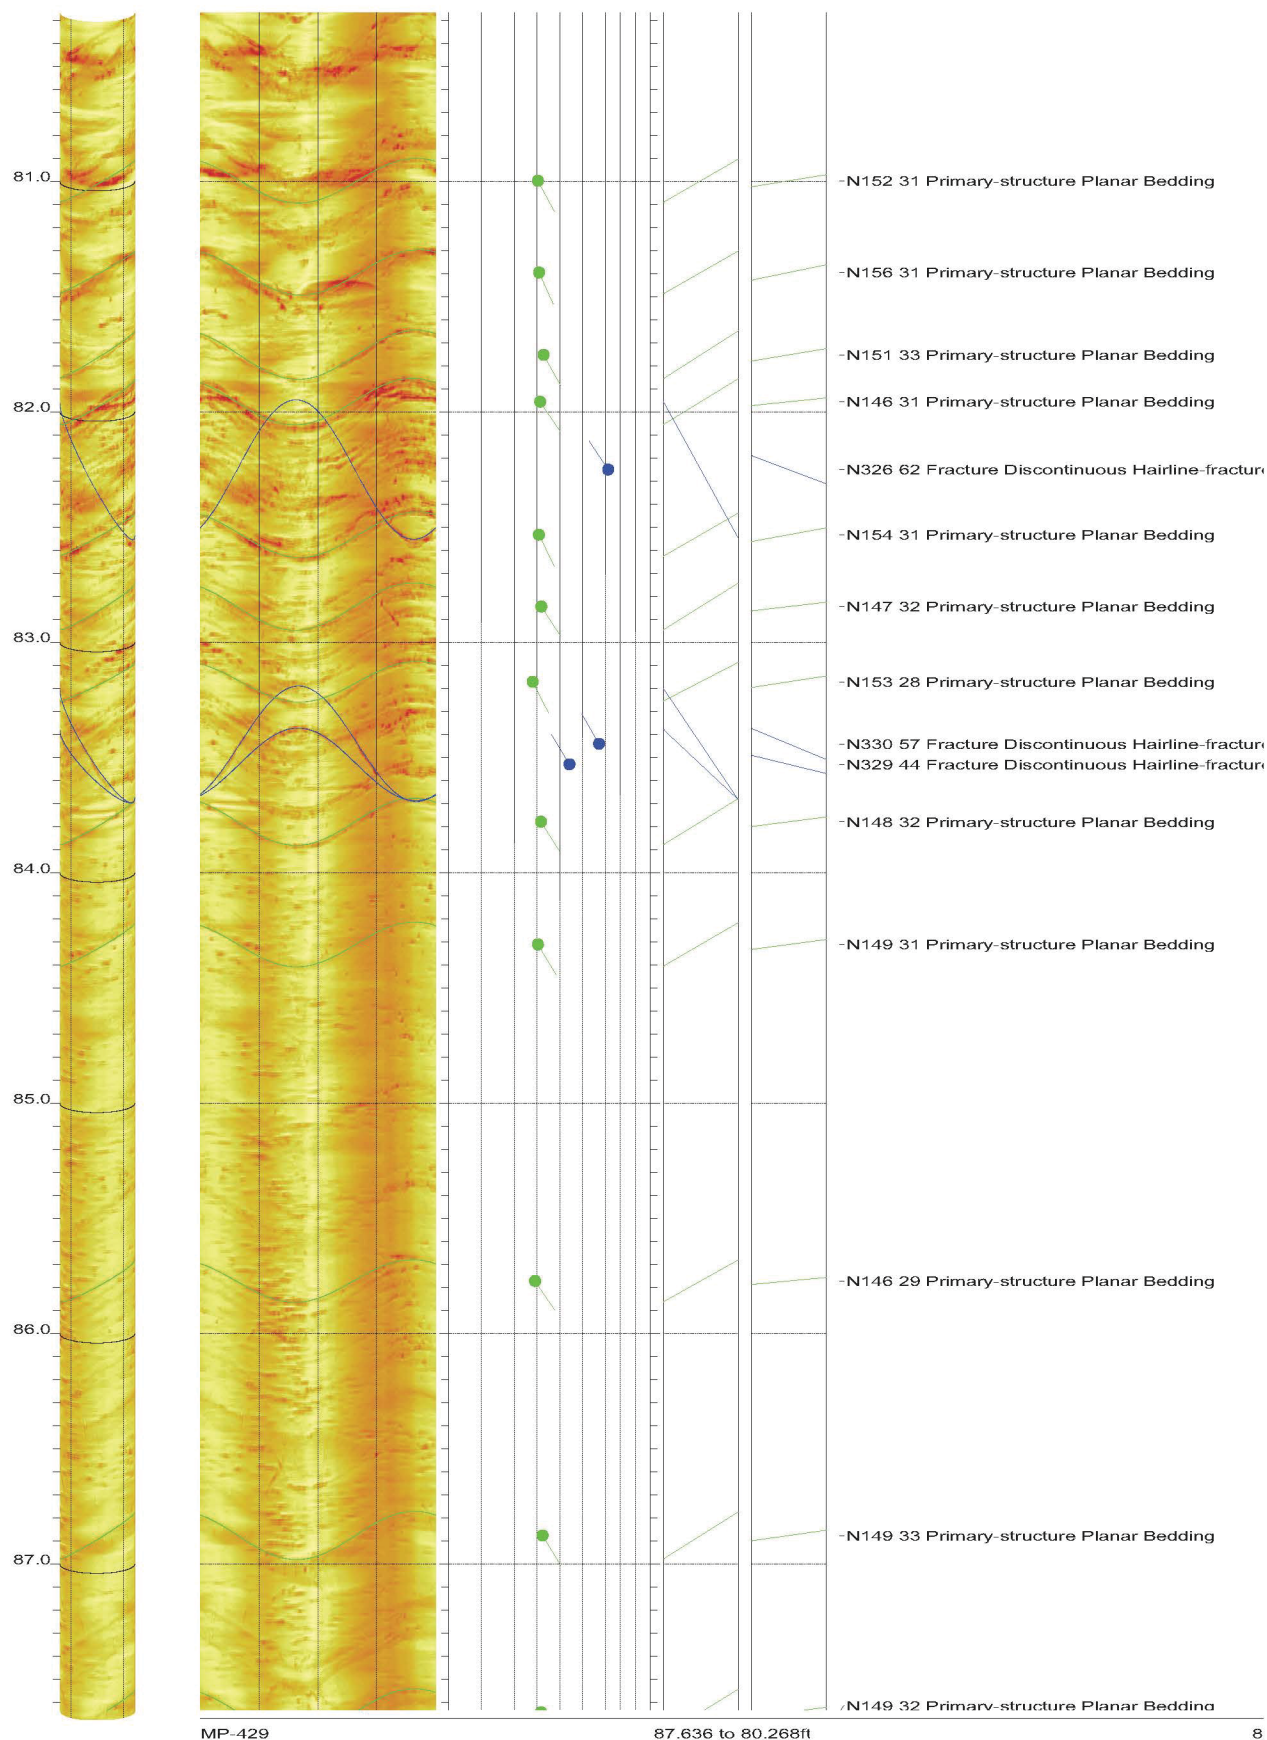 81.0
-N152 31 Primary-structure Planar Bedding
-N156 31 Primary-structure Planar Bedding
-N151 33 Primary-structure Planar Bedding
-N146 31 Primary-structure Planar Bedding
82.0
-N326 62 Fracture Discontinuous Hairline-fracture
-N154 31 Primary-structure Planar Bedding
-N147 32 Primary-structure Planar Bedding
83.0
-N153 28 Primary-structure Planar Bedding
-N330 57 Fracture Discontinuous Hairline-fracture
-N329 44 Fracture Discontinuous Hairline-fracture
-N148 32 Primary-structure Planar Bedding
84.0
-N149 31 Primary-structure Planar Bedding
85.0
-N146 29 Primary-structure Planar Bedding
86.0
-N149 33 Primary-structure Planar Bedding
87.0
-N149 32 Primary-structure Planar Bedding
MP-429 87.636 to 80.268ft 8